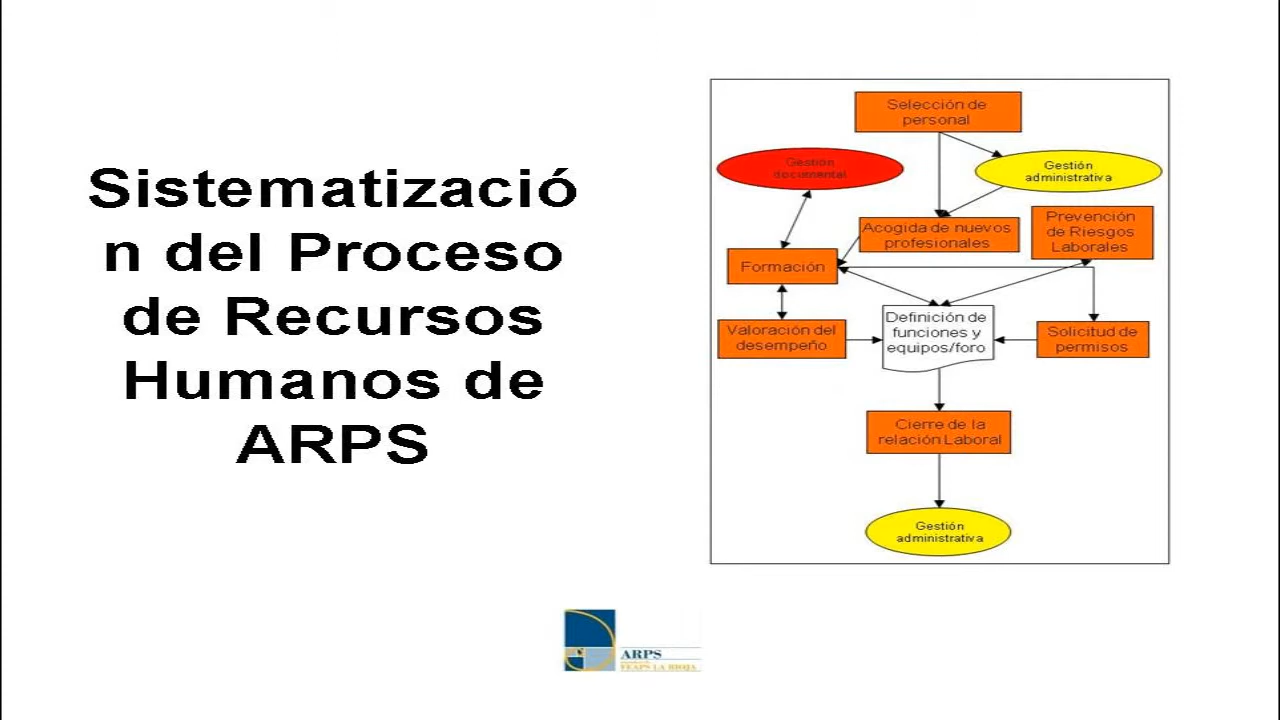 Sistematizació
n del Proceso
de Recursos
Humanos de
ARPS
Selección de
personal
Gestión
documental
Gestión
administrativa
Acogida de nuevos
profesionales
Prevención
de Riesgos
Laborales
Formación
Valoración del
desempeño
Definición de
funciones y
equipos/foro
Solicitud de
permisos
Cierre de la
relación Laboral
Gestión
administrativa
ARPS
FEAPS LA RIOJA